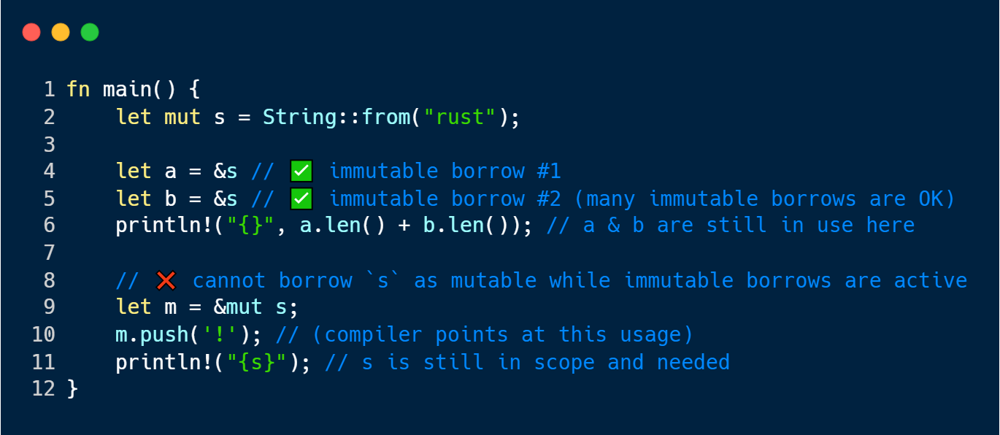 1 fn main() {
2     let mut s = String::from("rust");
3
4     let a = &s // ✅ immutable borrow #1
5     let b = &s // ✅ immutable borrow #2 (many immutable borrows are OK)
6     println!("{}", a.len() + b.len()); // a & b are still in use here
7
8     // ❌ cannot borrow `s` as mutable while immutable borrows are active
9     let m = &mut s;
10     m.push('!'); // (compiler points at this usage)
11     println!("{s}"); // s is still in scope and needed
12 }